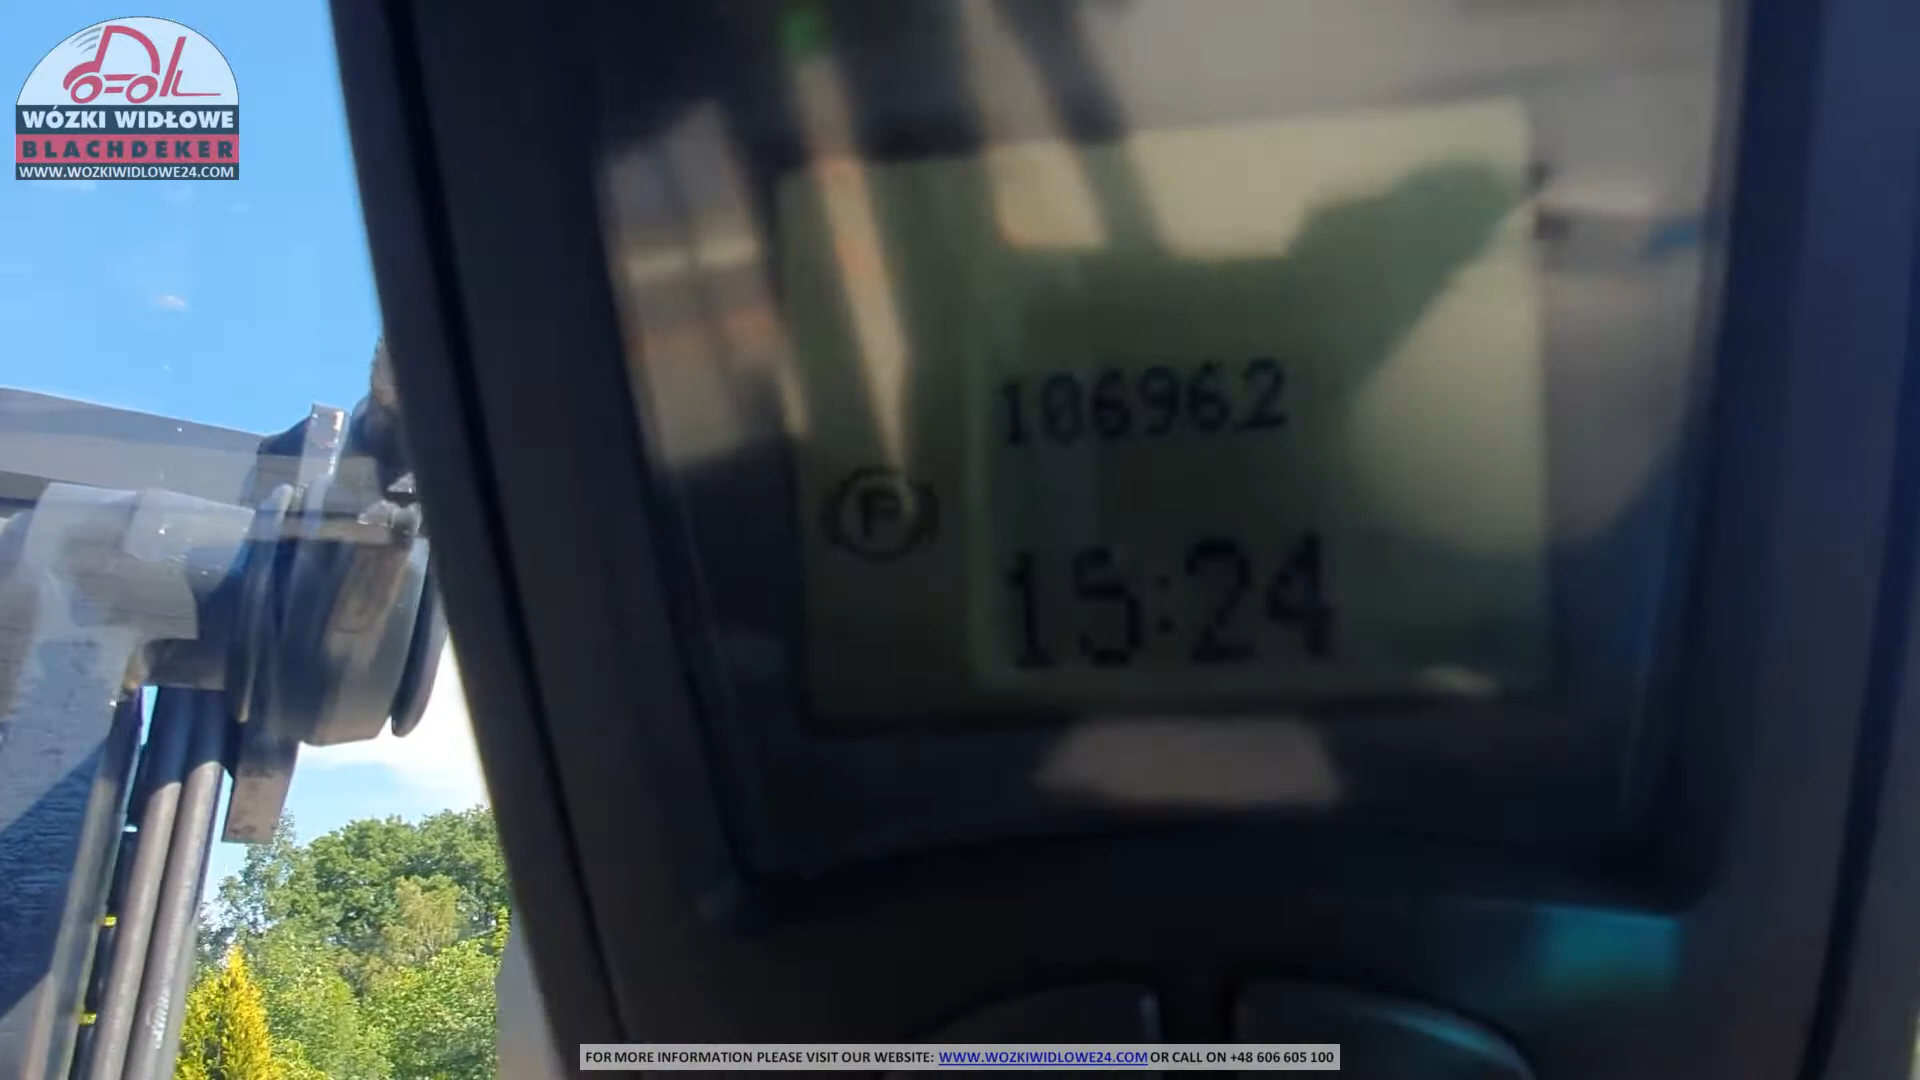 WÓZKI WIDŁOWE
BLACHDEKER
WWW.WOZKIWIDLOWE24.COM
106962
P
15:24
FOR MORE INFORMATION PLEASE VISIT OUR WEBSITE: WWW.WOZKIWIDLOWE24.COM OR CALL ON +48 606 605 100